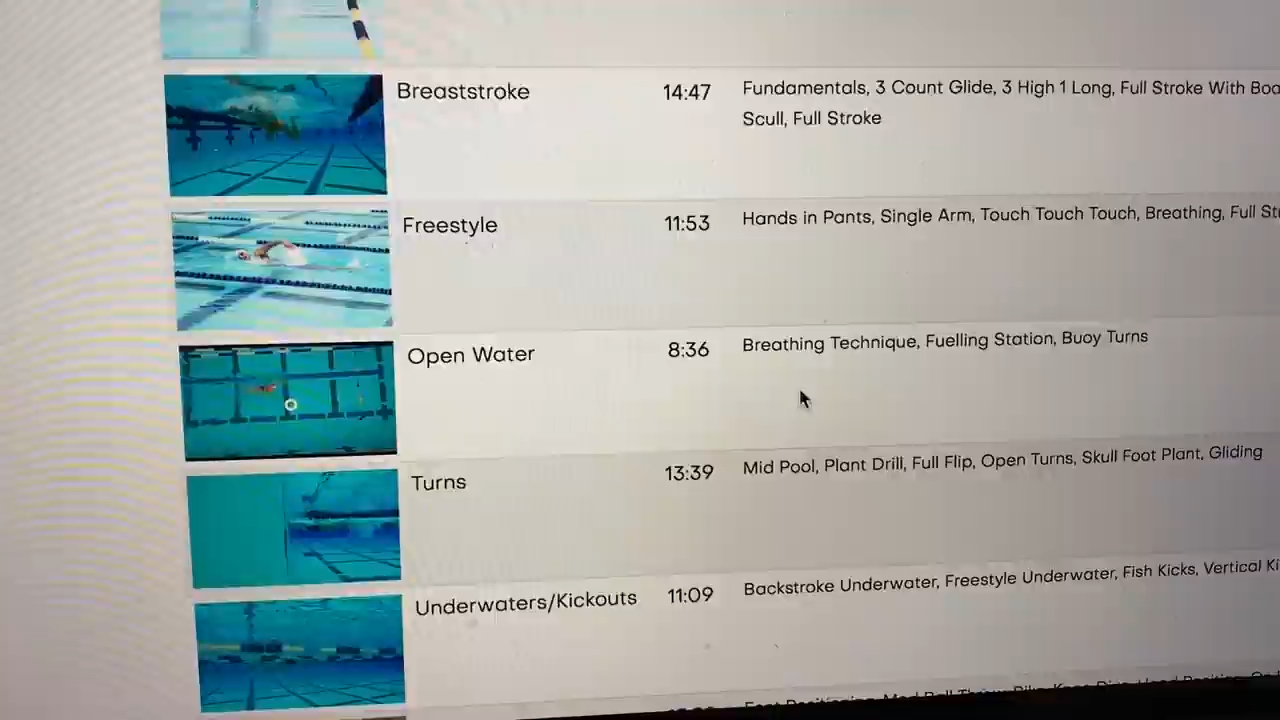 Breaststroke 14:47 Fundamentals, 3 Count Glide, 3 High 1 Long, Full Stroke With
Scull, Full Stroke
Freestyle 11:53 Hands in Pants, Single Arm, Touch Touch Touch, Breathing, Full
Open Water 8:36 Breathing Technique, Fuelling Station, Buoy Turns
Turns 13:39 Mid Pool, Plant Drill, Full Flip, Open Turns, Skull Foot Plant, Gliding
Underwaters/Kickouts 11:09 Backstroke Underwater, Freestyle Underwater, Fish Kicks, Vertical